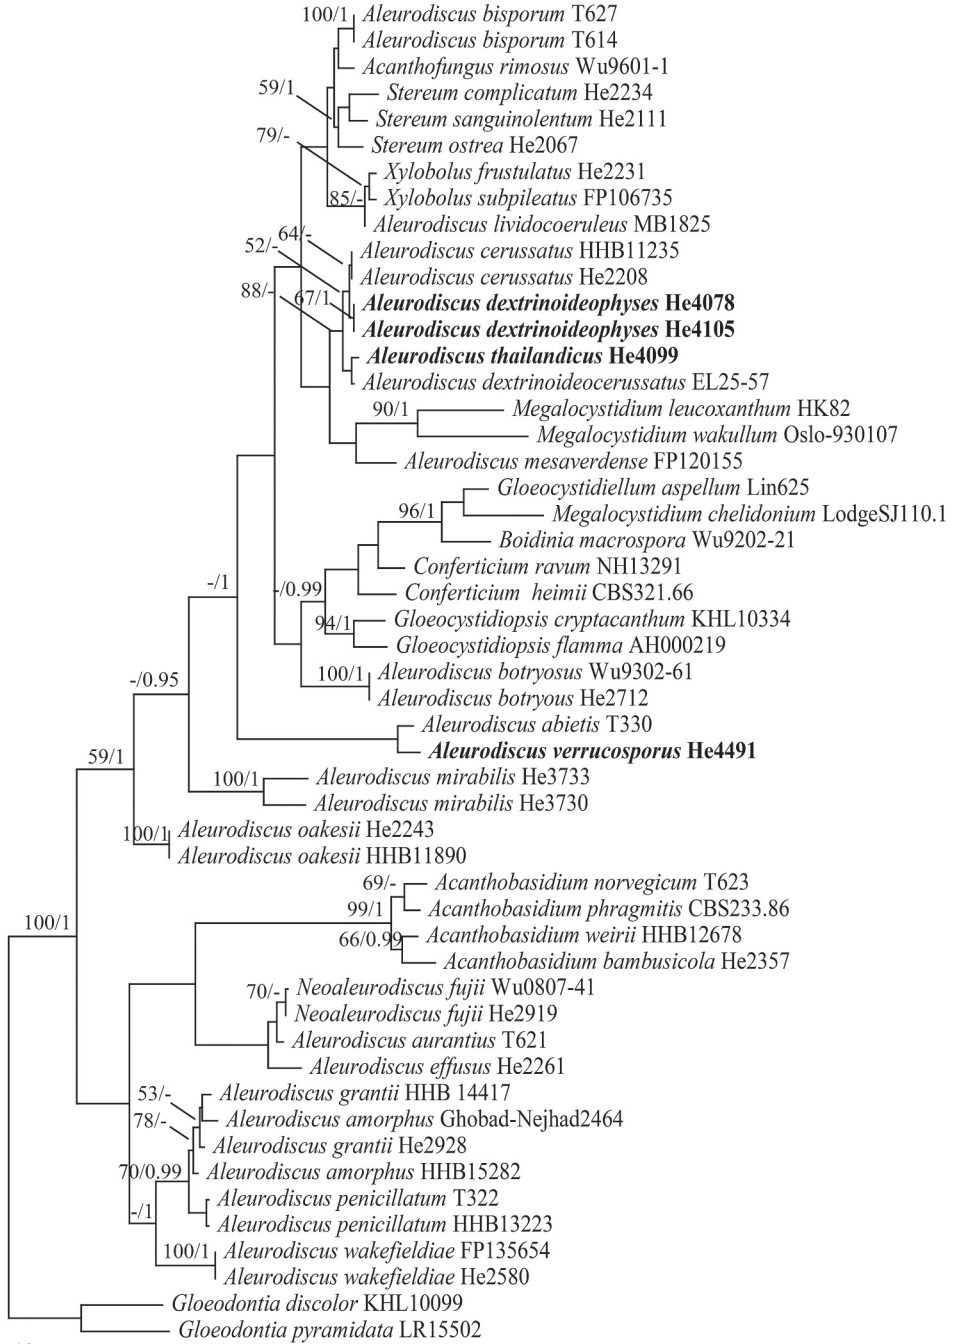 100/1 Aleurodiscus bisporum T627
Aleurodiscus bisporum T614
Acanthofungus rimosus Wu9601-1
59/1 Stereum complicatum He2234
Stereum sanguinolentum He2111
79/- Stereum ostrea He2067
Xylobolus frustulatus He2231
85/- Xylobolus subpileatus FP106735
Aleurodiscus lividocoeruleus MB1825
64/-
52/- Aleurodiscus cerussatus HHB11235
Aleurodiscus cerussatus He2208
88/- 67/1 Aleurodiscus dextrinoideophyses He4078
Aleurodiscus dextrinoideophyses He4105
Aleurodiscus thailandicus He4099
Aleurodiscus dextrinoideocerussatus EL25-57
90/1 Megalocystidium leucoxanthum HK82
Megalocystidium wakullum Oslo-930107
Aleurodiscus mesaverdense FP120155
Gloeocystidiellum aspellum Lin625
96/1 Megalocystidium chelidonium LodgeSJ110.1
Boidinia macrospora Wu9202-21
Confertícium ravum NH13291
-/1 -/0.99 Conferticium heimii CBS321.66
94/1 Gloeocystidiopsis cryptacanthum KHL10334
Gloeocystidiopsis flamma AH000219
100/1 Aleurodiscus botryosus Wu9302-61
-/0.95 Aleurodiscus botryous He2712
Aleurodiscus abietis T330
59/1 Aleurodiscus verrucosporus He4491
100/1 Aleurodiscus mirabilis He3733
Aleurodiscus mirabilis He3730
100/1 Aleurodiscus oakesii He2243
Aleurodiscus oakesii HHB11890
69/- Acanthobasidium norvegicum T623
100/1 99/1 Acanthobasidium phragmitis CBS233.86
66/0.99 Acanthobasidium weirii HHB12678
Acanthobasidium bambusicola He2357
70/- Neoaleurodiscus fujii Wu0807-41
Neoaleurodiscus fujii He2919
Aleurodiscus aurantius T621
Aleurodiscus effusus He2261
53/- Aleurodiscus grantii HHB 14417
78/- Aleurodiscus amorphus Ghobad-Nejhad2464
Aleurodiscus grantii He2928
70/0.99 Aleurodiscus amorphus HHB15282
Aleurodiscus penicillatum T322
-/1 Aleurodiscus penicillatum HHB13223
100/1 Aleurodiscus wakefieldiae FP135654
Aleurodiscus wakefieldiae He2580
Gloeodontia discolor KHL10099
Gloeodontia pyramidata LR15502